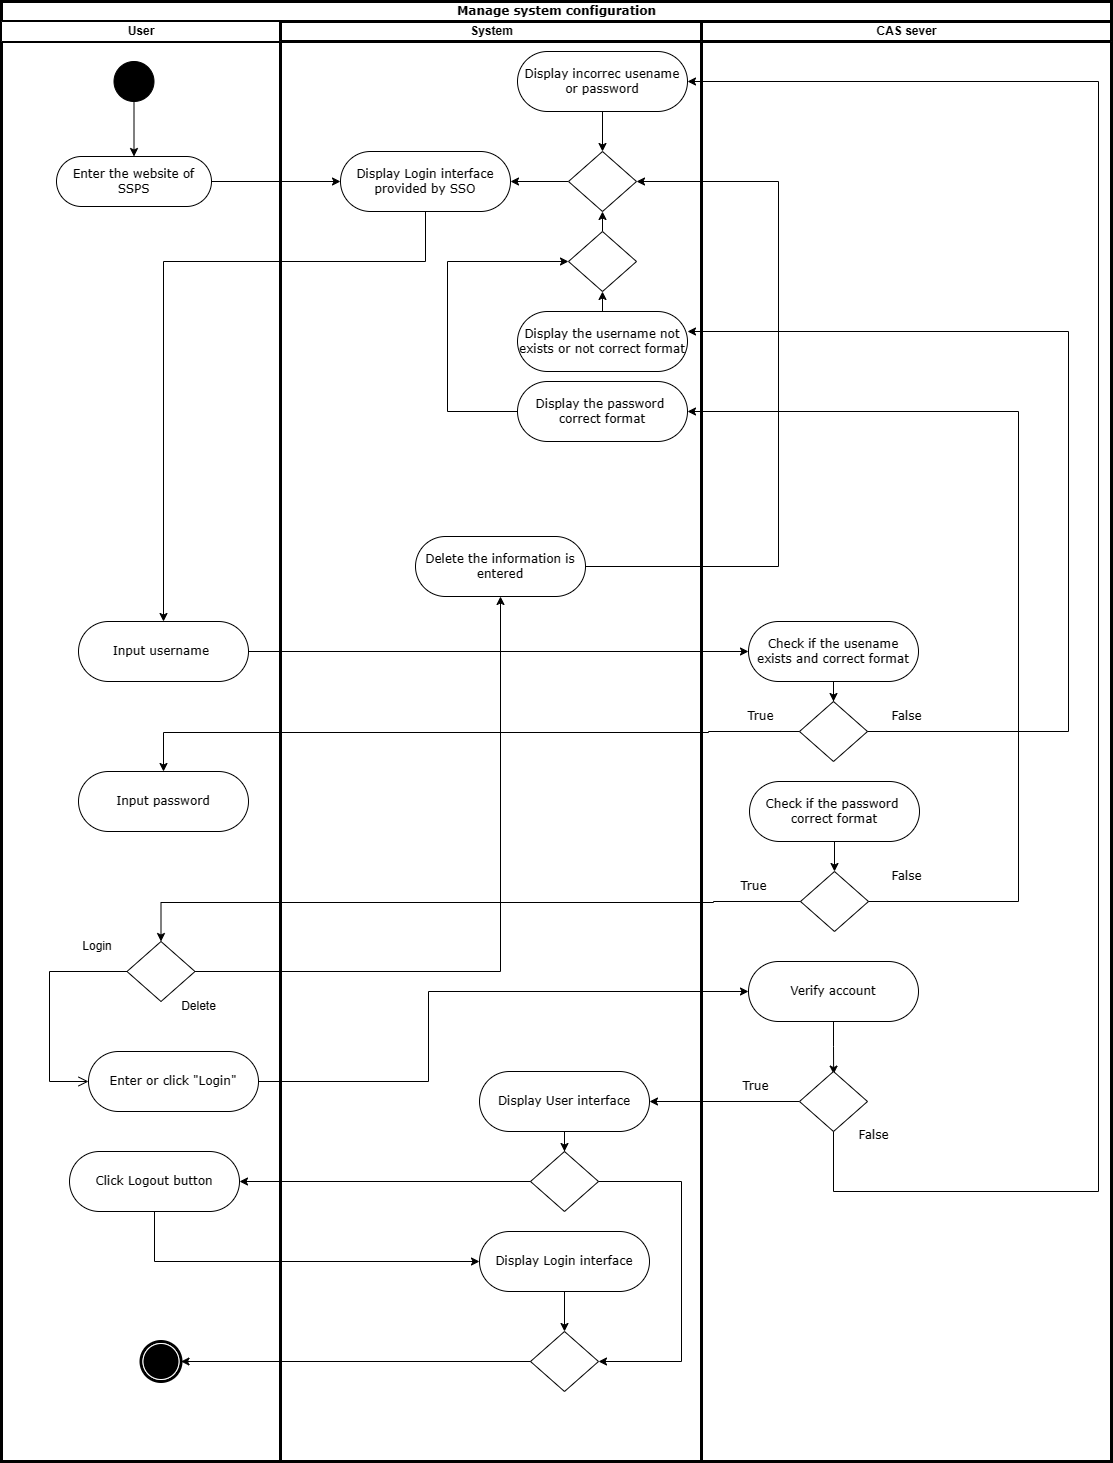 Manage system configuration
User
System
CAS sever
Display incorrec usename
or password
Enter the website of
SSPS
Display Login interface
provided by SSO
Display the username not
exists or not correct format
Display the password
correct format
Delete the information is
entered
Input username
Check if the usename
exists and correct format
True
False
Input password
Check if the password
correct format
True
False
Login
Delete
Verify account
Enter or click "Login"
Display User interface
True
False
Click Logout button
Display Login interface